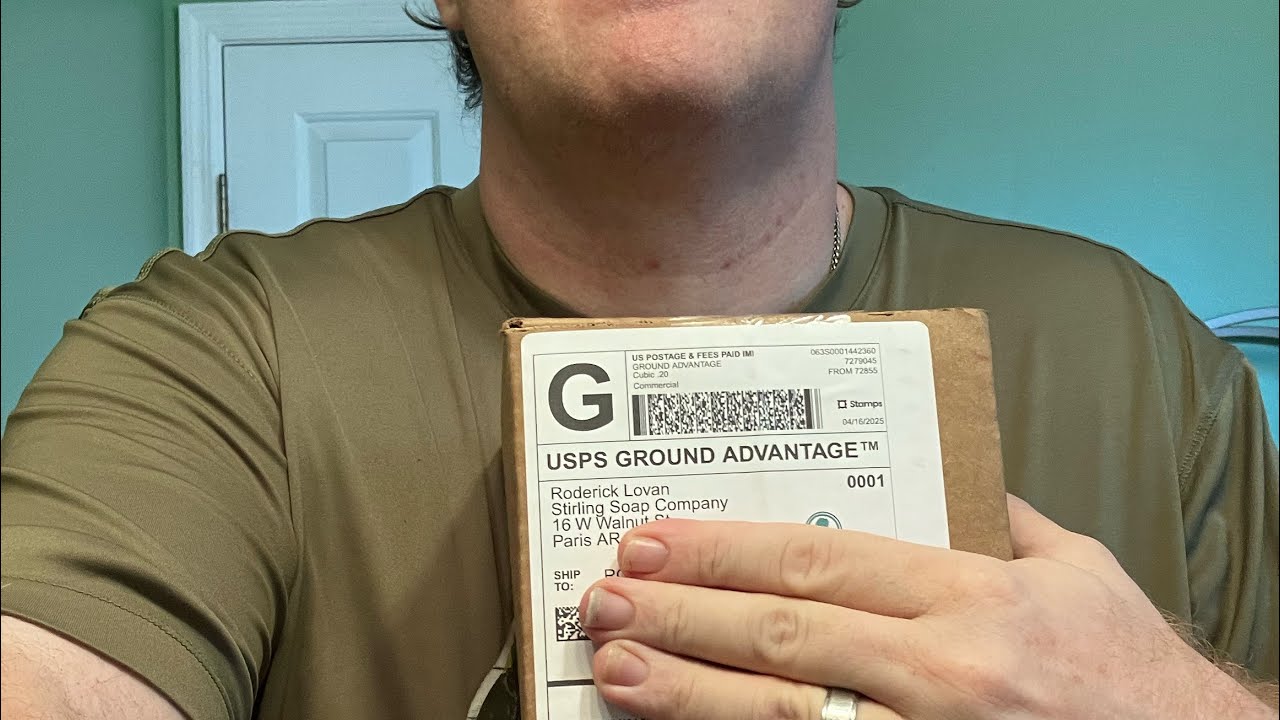 G
US POSTAGE & FEES PAID IMI
GROUND ADVANTAGE
Cubic .20
Commercial
063S0001442360
7279045
FROM 72855
Stamps
04/16/2025
USPS GROUND ADVANTAGE™
0001
Roderick Lovan
Stirling Soap Company
16 W Walnut St
Paris AR
SHIP
TO: